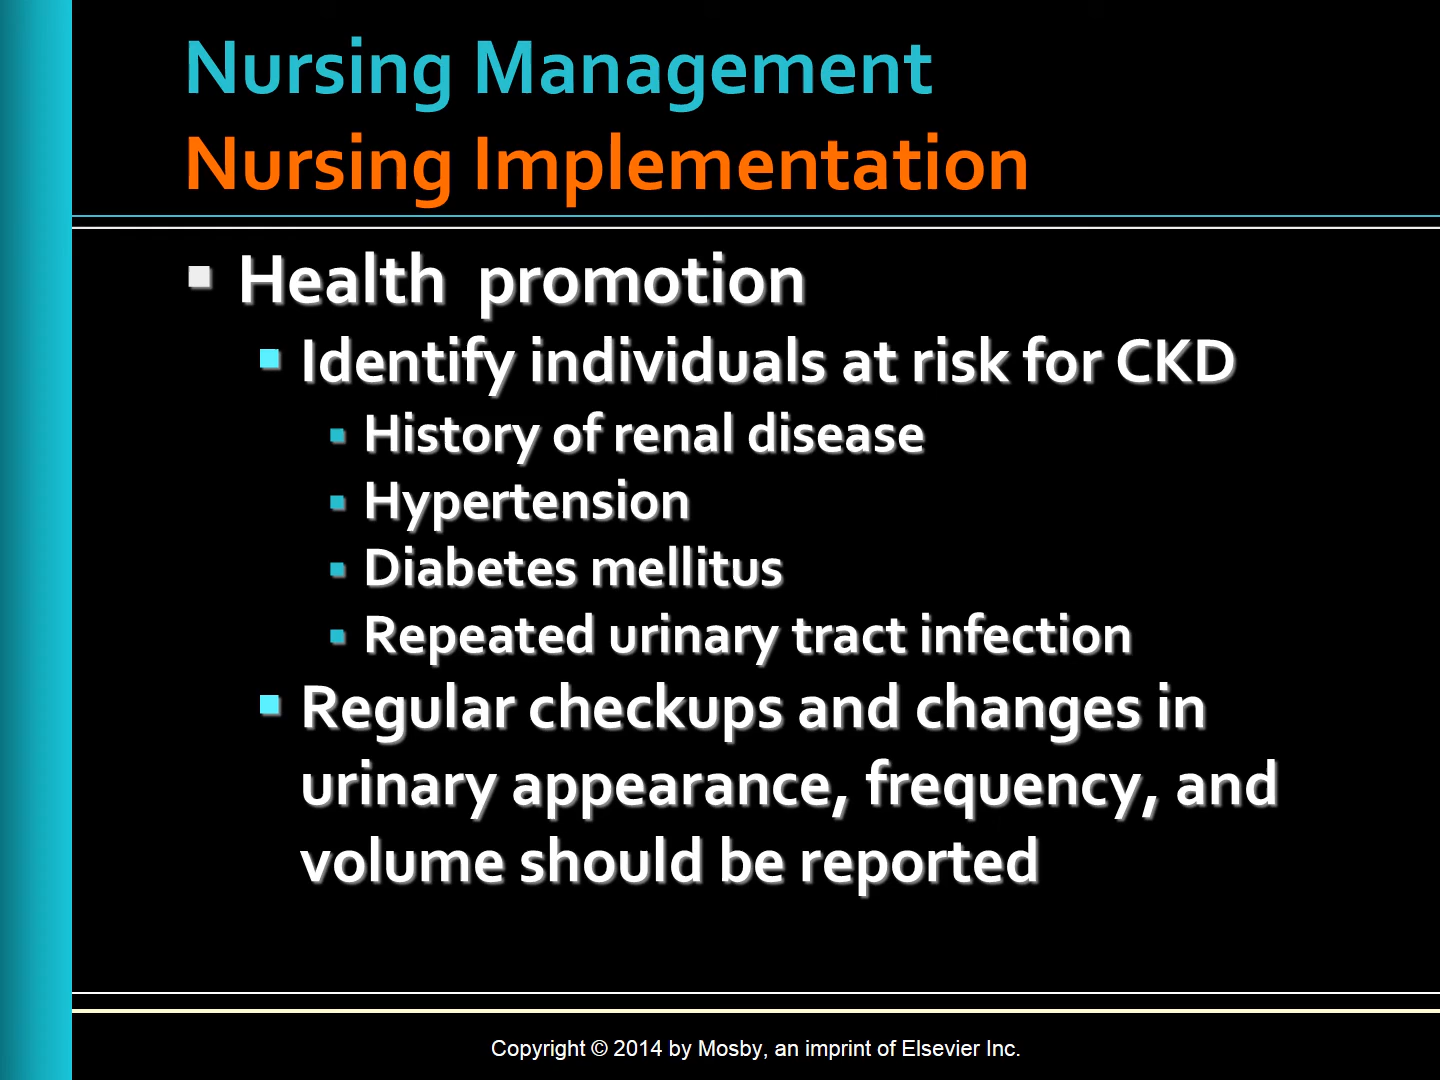 Nursing Management
Nursing Implementation
Health promotion
Identify individuals at risk for CKD
History of renal disease
Hypertension
Diabetes mellitus
Repeated urinary tract infection
Regular checkups and changes in
urinary appearance, frequency, and
volume should be reported
Copyright © 2014 by Mosby, an imprint of Elsevier Inc.